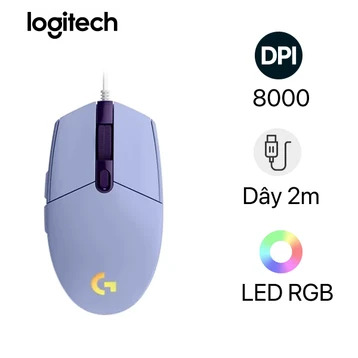 logitech
DPI
8000
Dây 2m
G
LED RGB